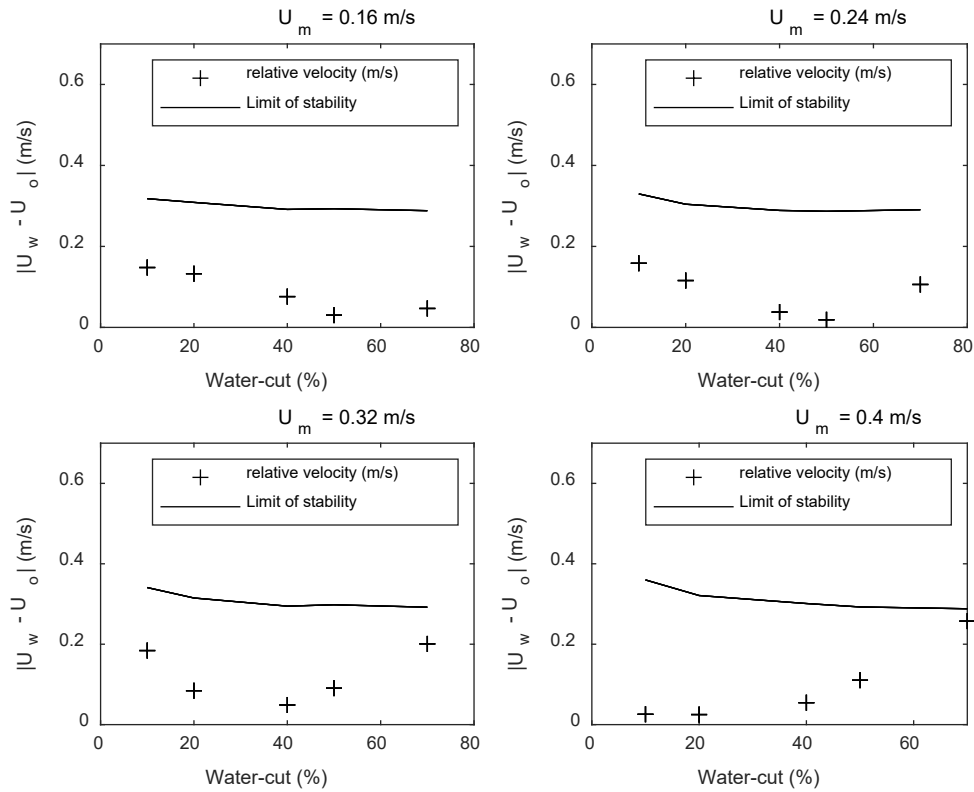 U m = 0.16 m/s
0.6
0.4
0.2
0
|U w - U o| (m/s)
relative velocity (m/s)
Limit of stability
0 20 40 60 80
Water-cut (%)
U m = 0.24 m/s
0.6
0.4
0.2
0
|U w - U o| (m/s)
relative velocity (m/s)
Limit of stability
0 20 40 60 80
Water-cut (%)
U m = 0.32 m/s
0.6
0.4
0.2
0
|U w - U o| (m/s)
relative velocity (m/s)
Limit of stability
0 20 40 60 80
Water-cut (%)
U m = 0.4 m/s
0.6
0.4
0.2
0
|U w - U o| (m/s)
relative velocity (m/s)
Limit of stability
0 20 40 60
Water-cut (%)